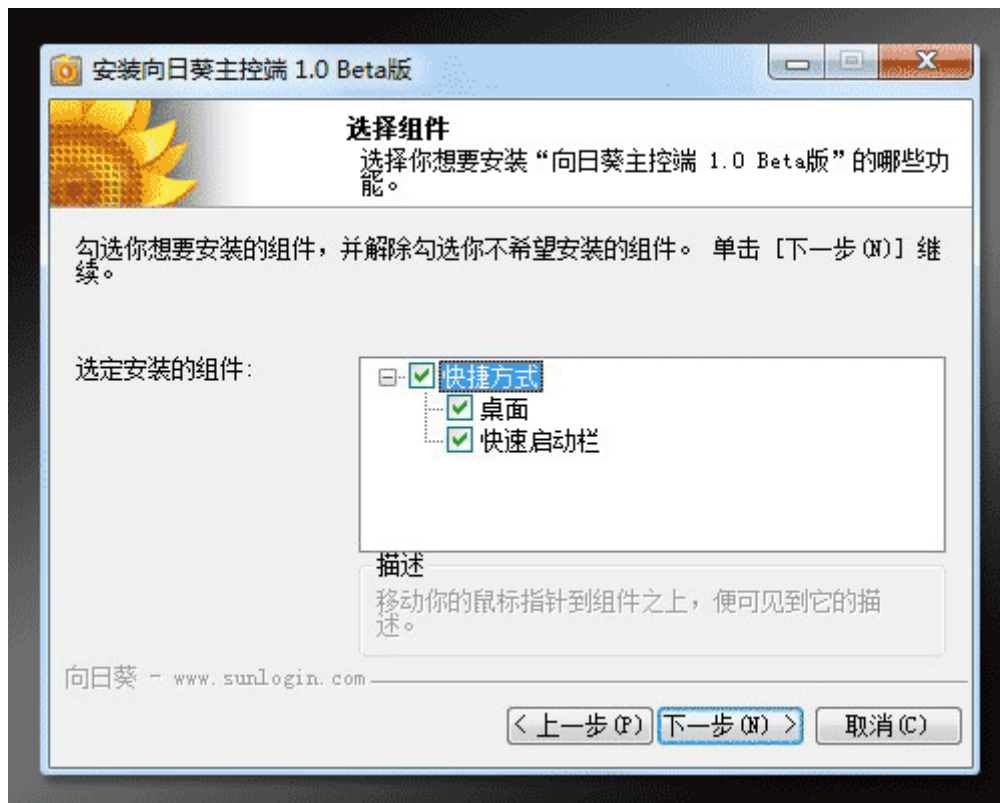 安装向日葵主控端 1.0 Beta版
选择组件
选择你想要安装“向日葵主控端 1.0 Beta版”的哪些功
能。
勾选你想要安装的组件，并解除勾选你不希望安装的组件。 单击 [下一步(N)] 继
续。
选定安装的组件:
快捷方式
桌面
快速启动栏
描述
移动你的鼠标指针到组件之上，便可见到它的描
述。
向日葵 - www.sunlogin.com
< 上一步(P) 下一步(N) > 取消(C)